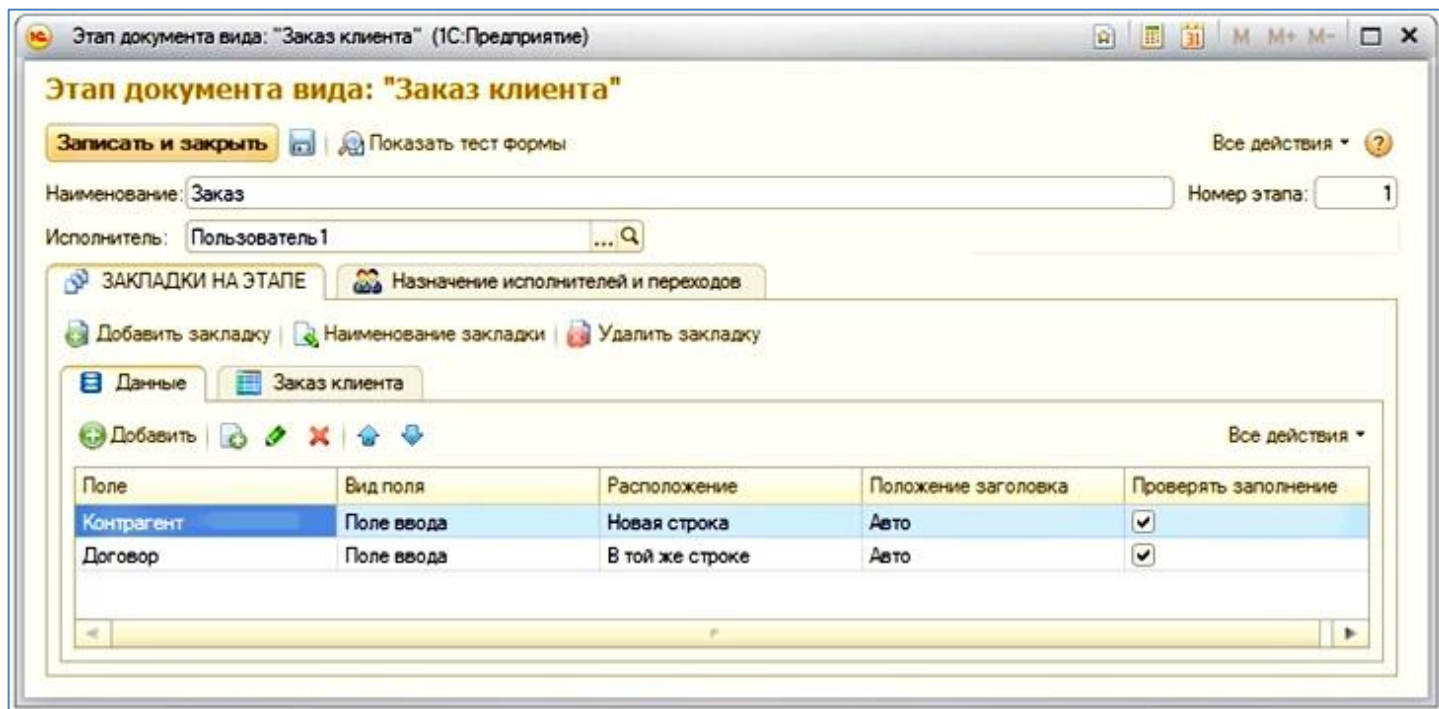 1С Этап документа вида: "Заказ клиента" (1С:Предприятие) 31 M M+ M-
Этап документа вида: "Заказ клиента"
Записать и закрыть Показать тест формы Все действия ?
Наименование: Заказ Номер этапа: 1
Исполнитель: Пользователь1 ...
ЗАКЛАДКИ НА ЭТАПЕ Назначение исполнителей и переходов
Добавить закладку Наименование закладки Удалить закладку
Данные Заказ клиента
Добавить Все действия
Поле Вид поля Расположение Положение заголовка Проверять заполнение
Контрагент Поле ввода Новая строка Авто
Договор Поле ввода В той же строке Авто